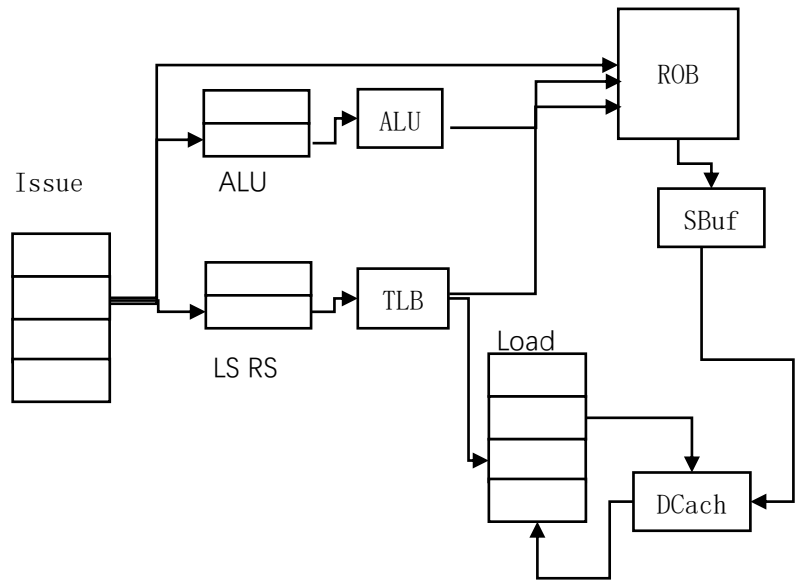 ROB
ALU
ALU
Issue
SBuf
TLB
LS RS
Load
DCach